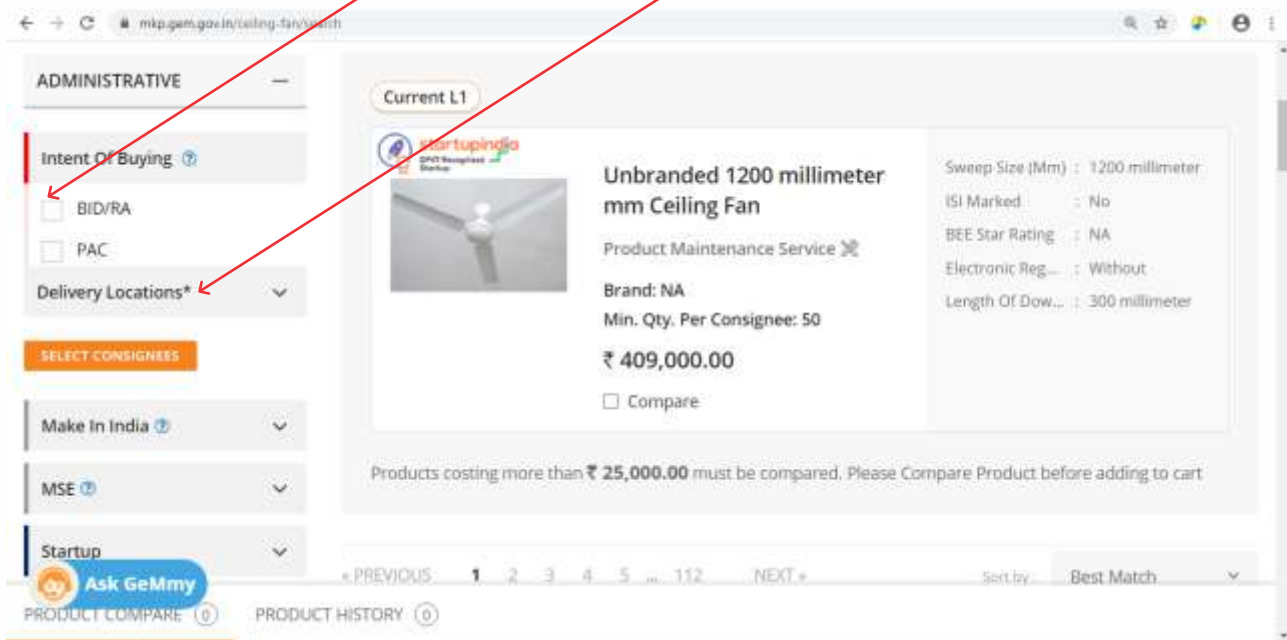 mkp.gem.gov.in/ceiling-fan/search
ADMINISTRATIVE
Intent Of Buying
BID/RA
PAC
Delivery Locations*
SELECT CONSIGNEES
Make In India
MSE
Startup
Ask GeMmy
Current L1
startupindia
DPIIT Recognised
Startup
Unbranded 1200 millimeter
mm Ceiling Fan
Product Maintenance Service
Brand: NA
Min. Qty. Per Consignee: 50
₹ 409,000.00
Compare
Sweep Size (Mm) : 1200 millimeter
ISI Marked : No
BEE Star Rating : NA
Electronic Reg... : Without
Length Of Dow... : 300 millimeter
Products costing more than ₹ 25,000.00 must be compared. Please Compare Product before adding to cart
« PREVIOUS 1 2 3 4 5 ... 112 NEXT »
Sort by : Best Match
PRODUCT COMPARE 0 PRODUCT HISTORY 0